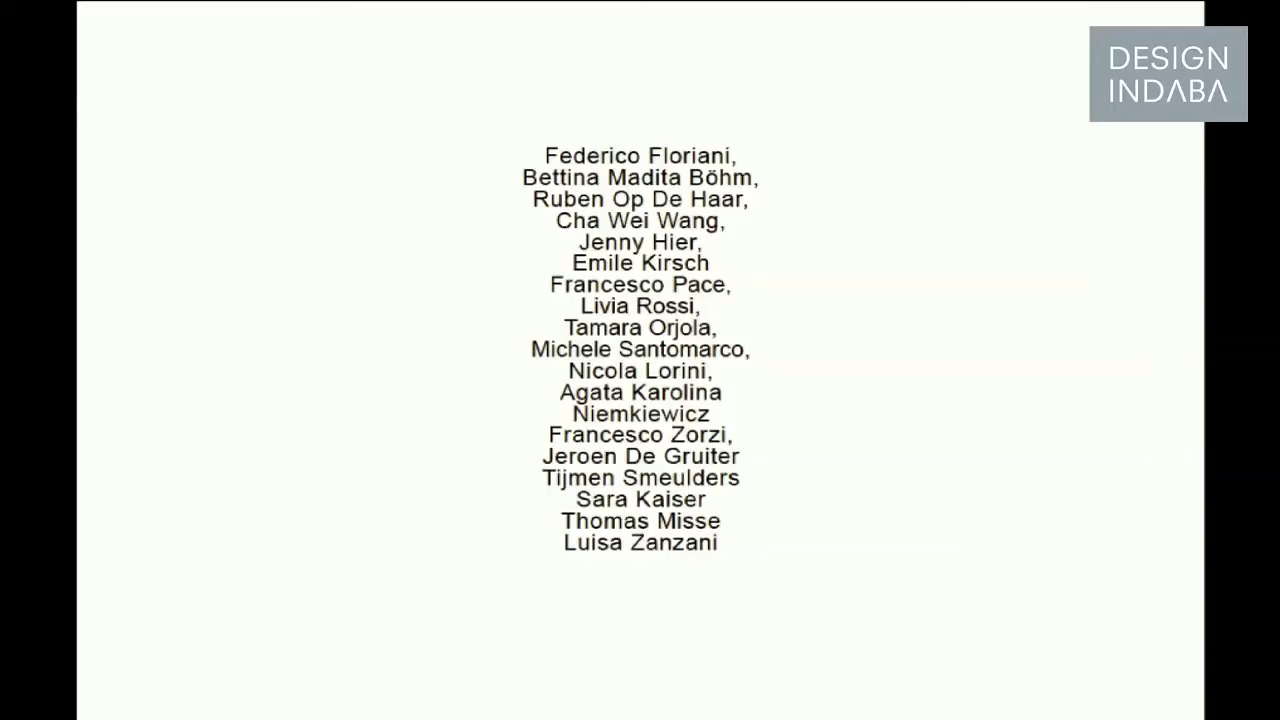 DESIGN
INDABA
Federico Floriani,
Bettina Madita Böhm,
Ruben Op De Haar,
Cha Wei Wang,
Jenny Hier,
Emile Kirsch
Francesco Pace,
Livia Rossi,
Tamara Orjola,
Michele Santomarco,
Nicola Lorini,
Agata Karolina
Niemkiewicz
Francesco Zorzi,
Jeroen De Gruiter
Tijmen Smeulders
Sara Kaiser
Thomas Misse
Luisa Zanzani